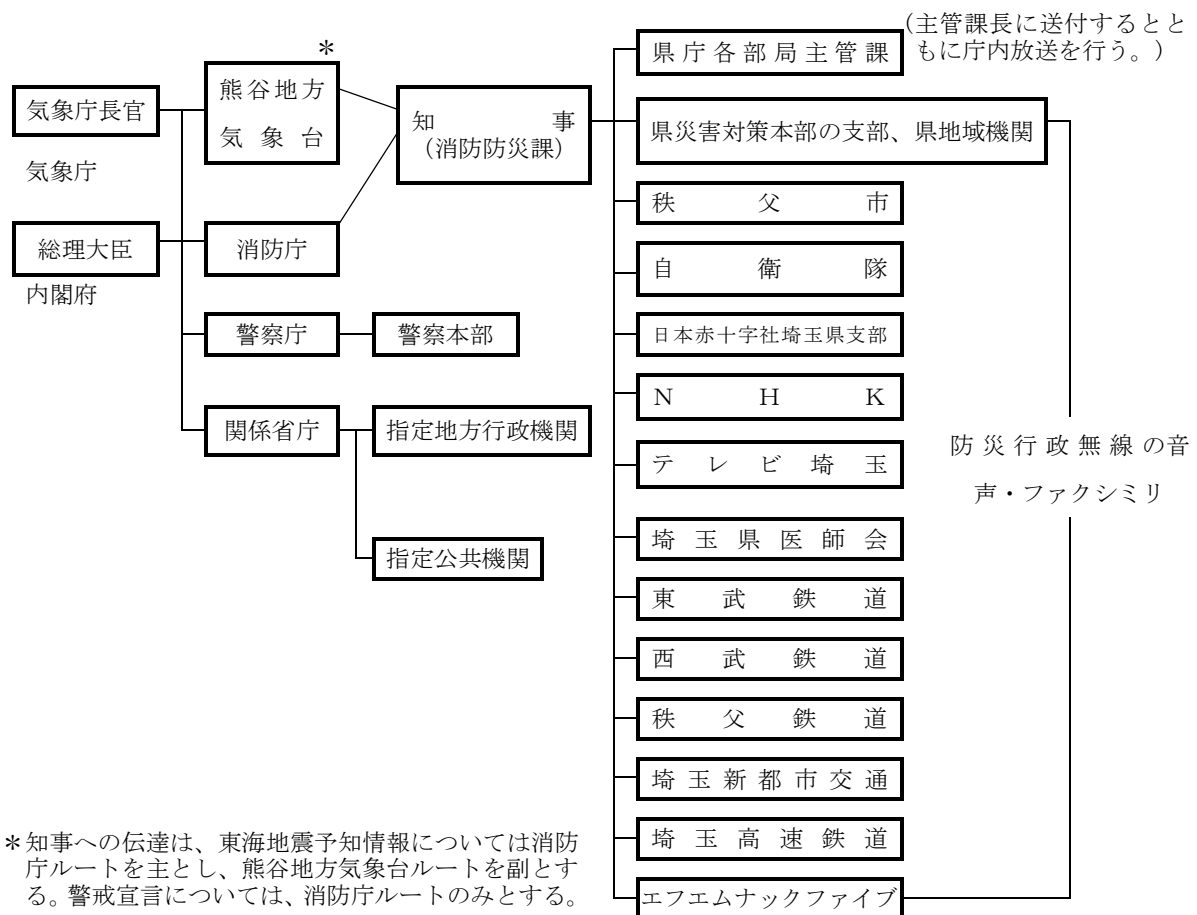 (主管課長に送付するとと
もに庁内放送を行う。)
*
県庁各部局主管課
気象庁長官
気象庁
熊谷地方
気象台
知事
(消防防災課)
県災害対策本部の支部、県地域機関
総理大臣
内閣府
消防庁
秩父市
自衛隊
警察庁
警察本部
日本赤十字社埼玉県支部
NHK
関係省庁
指定地方行政機関
指定公共機関
テレビ埼玉
防災行政無線の音
声・ファクシミリ
埼玉県医師会
東武鉄道
西武鉄道
秩父鉄道
埼玉新都市交通
埼玉高速鉄道
エフエムナックファイブ
*知事への伝達は、東海地震予知情報については消防
庁ルートを主とし、熊谷地方気象台ルートを副とす
る。警戒宣言については、消防庁ルートのみとする。